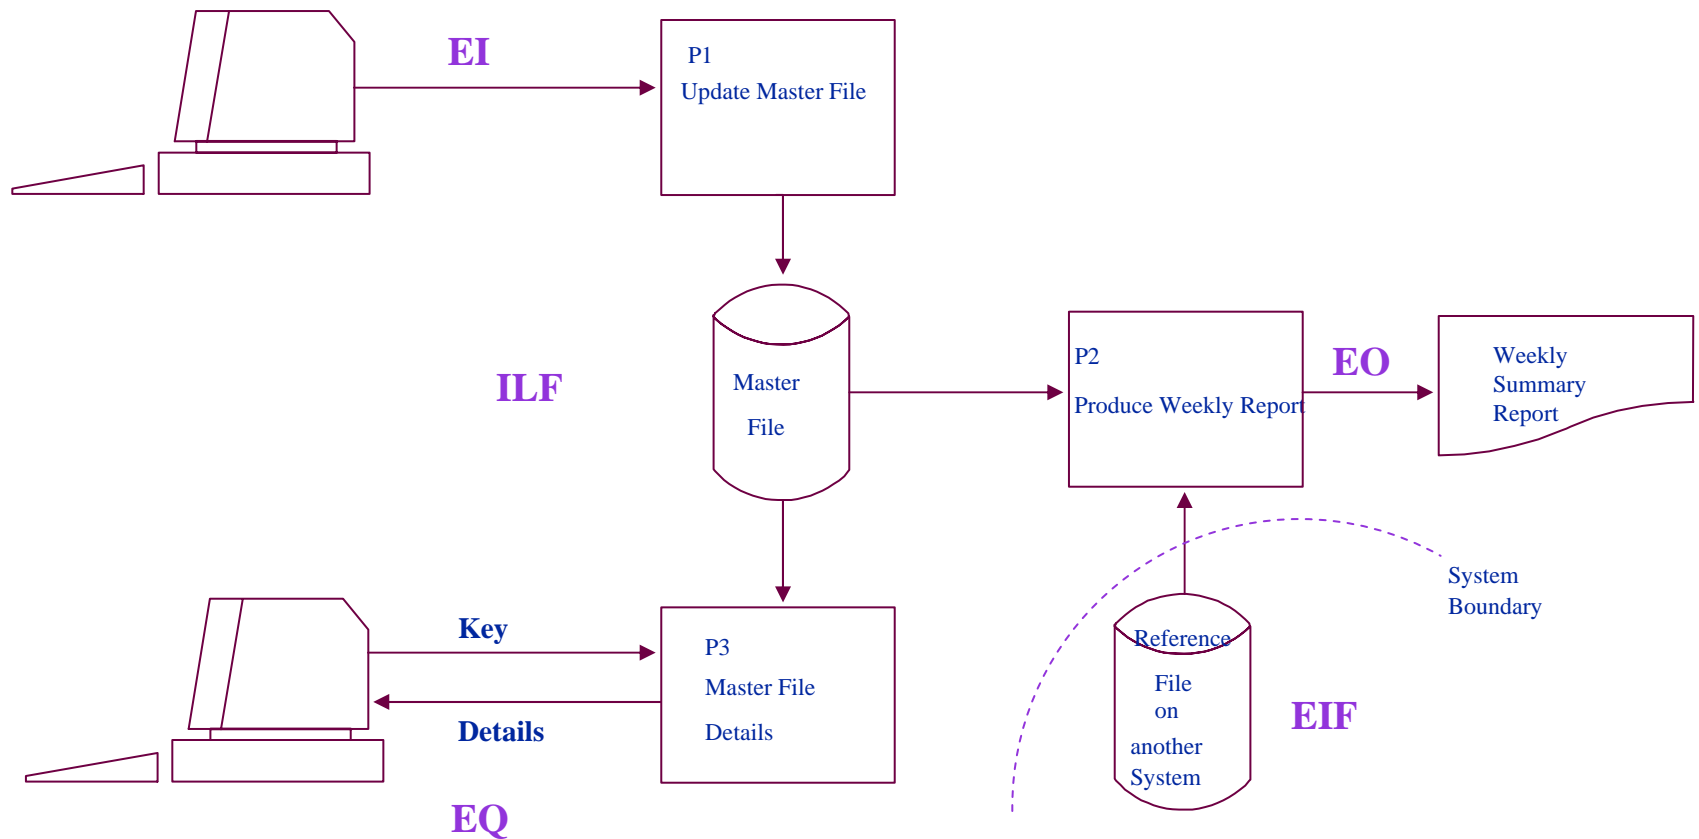 EI
P1
Update Master File
ILF
Master
File
P2
Produce Weekly Report
EO
Weekly
Summary
Report
System
Boundary
Key
Details
P3
Master File
Details
Reference
File
on
another
System
EIF
EQ